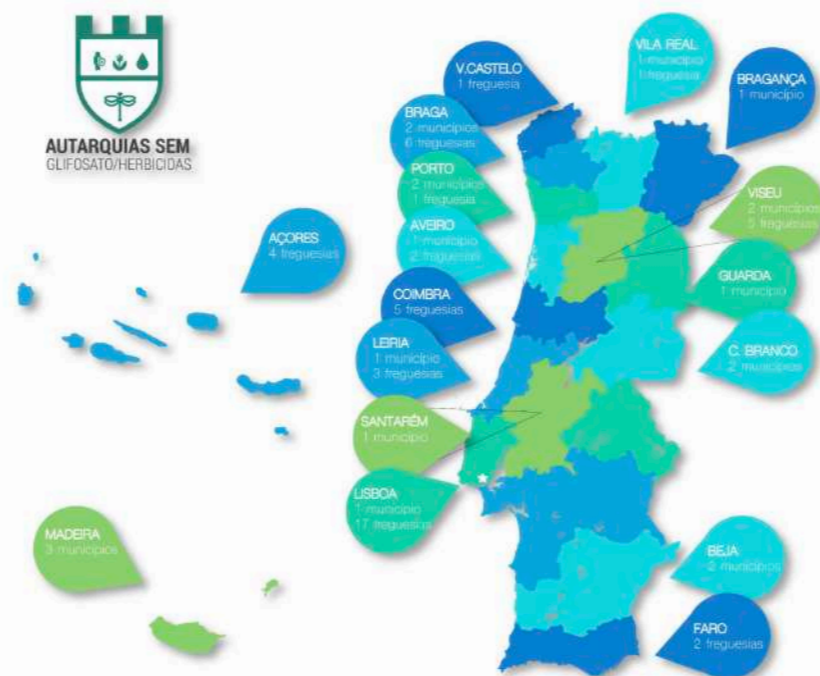 AUTARQUIAS SEM
GLIFOSATO/HERBICIDAS
V.CASTELO
1 freguesia
VILA REAL
1 município
1 freguesia
BRAGANÇA
1 município
BRAGA
2 municípios
6 freguesias
PORTO
2 municípios
1 freguesia
VISEU
2 municípios
5 freguesias
AVEIRO
1 município
2 freguesias
AÇORES
4 freguesias
GUARDA
1 município
COIMBRA
5 freguesias
LEIRIA
1 município
3 freguesias
C. BRANCO
2 municípios
SANTARÉM
1 município
LISBOA
1 município
17 freguesias
MADEIRA
3 municípios
BEJA
2 municípios
FARO
2 freguesias